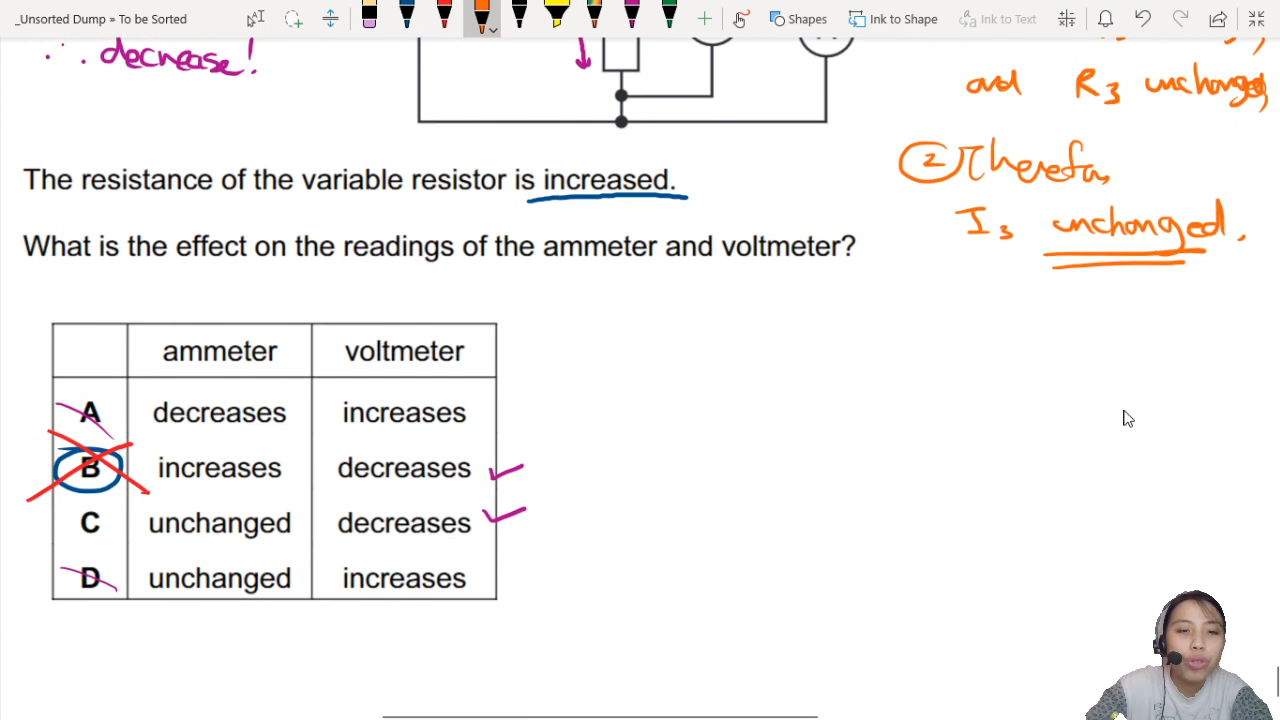 _Unsorted Dump » To be Sorted
Shapes
Ink to Shape
Ink to Text
∴ decrease!
and R3 unchanged,
The resistance of the variable resistor is increased.
② Therefore,
I3 unchanged.
What is the effect on the readings of the ammeter and voltmeter?
ammeter voltmeter
A decreases increases
B increases decreases
C unchanged decreases
D unchanged increases